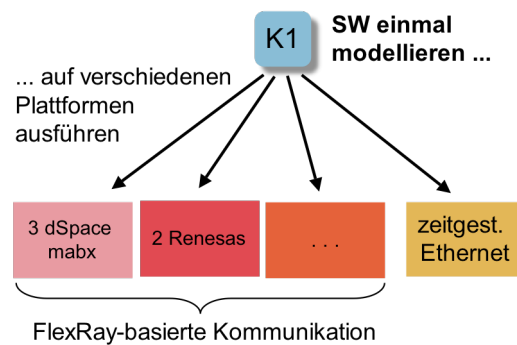 K1
SW einmal
modellieren ...
... auf verschiedenen
Plattformen
ausführen
3 dSpace
mabx
2 Renesas
. . .
zeitgest.
Ethernet
FlexRay-basierte Kommunikation